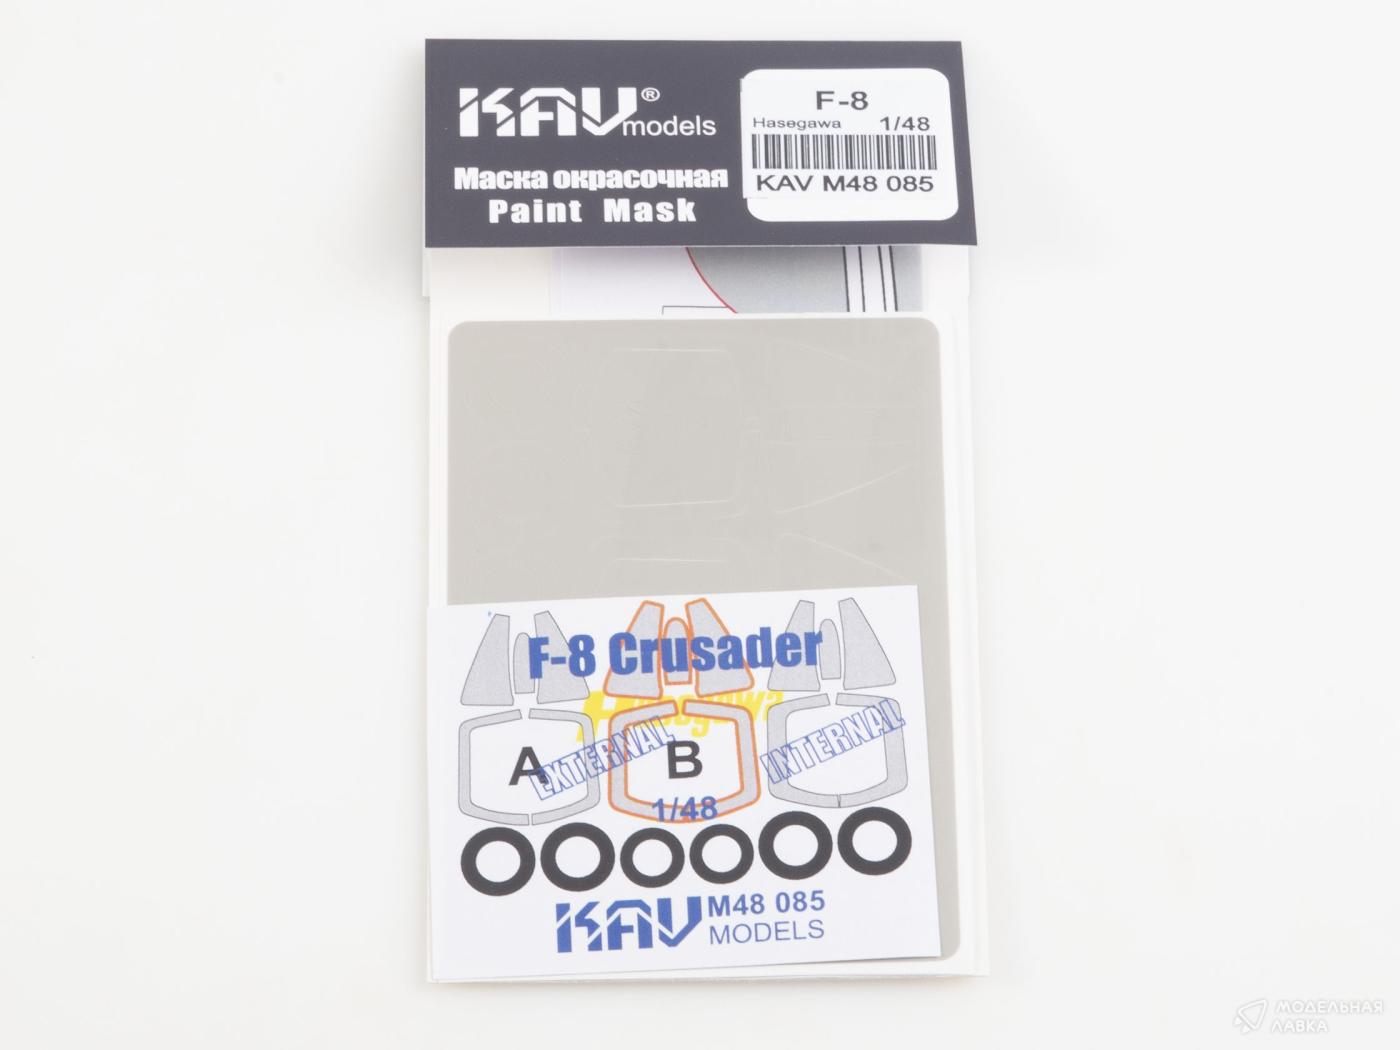 KAV®
models
Маска окрасочная
Paint Mask
F-8
Hasegawa 1/48
KAV M48 085
F-8 Crusader
Hasegawa
A EXTERNAL B INTERNAL
1/48
KAV M48 085
MODELS
МОДЕЛЬНАЯ
ЛАВКА